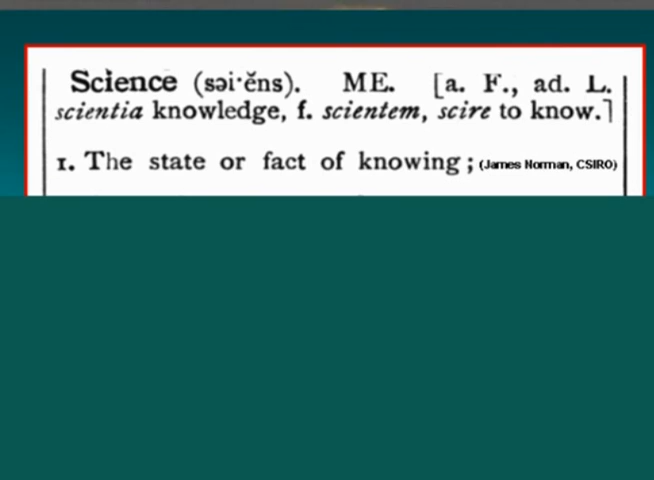 Science (səi·ĕns). ME. [a. F., ad. L.
scientia knowledge, f. scientem, scire to know.]
1. The state or fact of knowing; (James Norman, CSIRO)